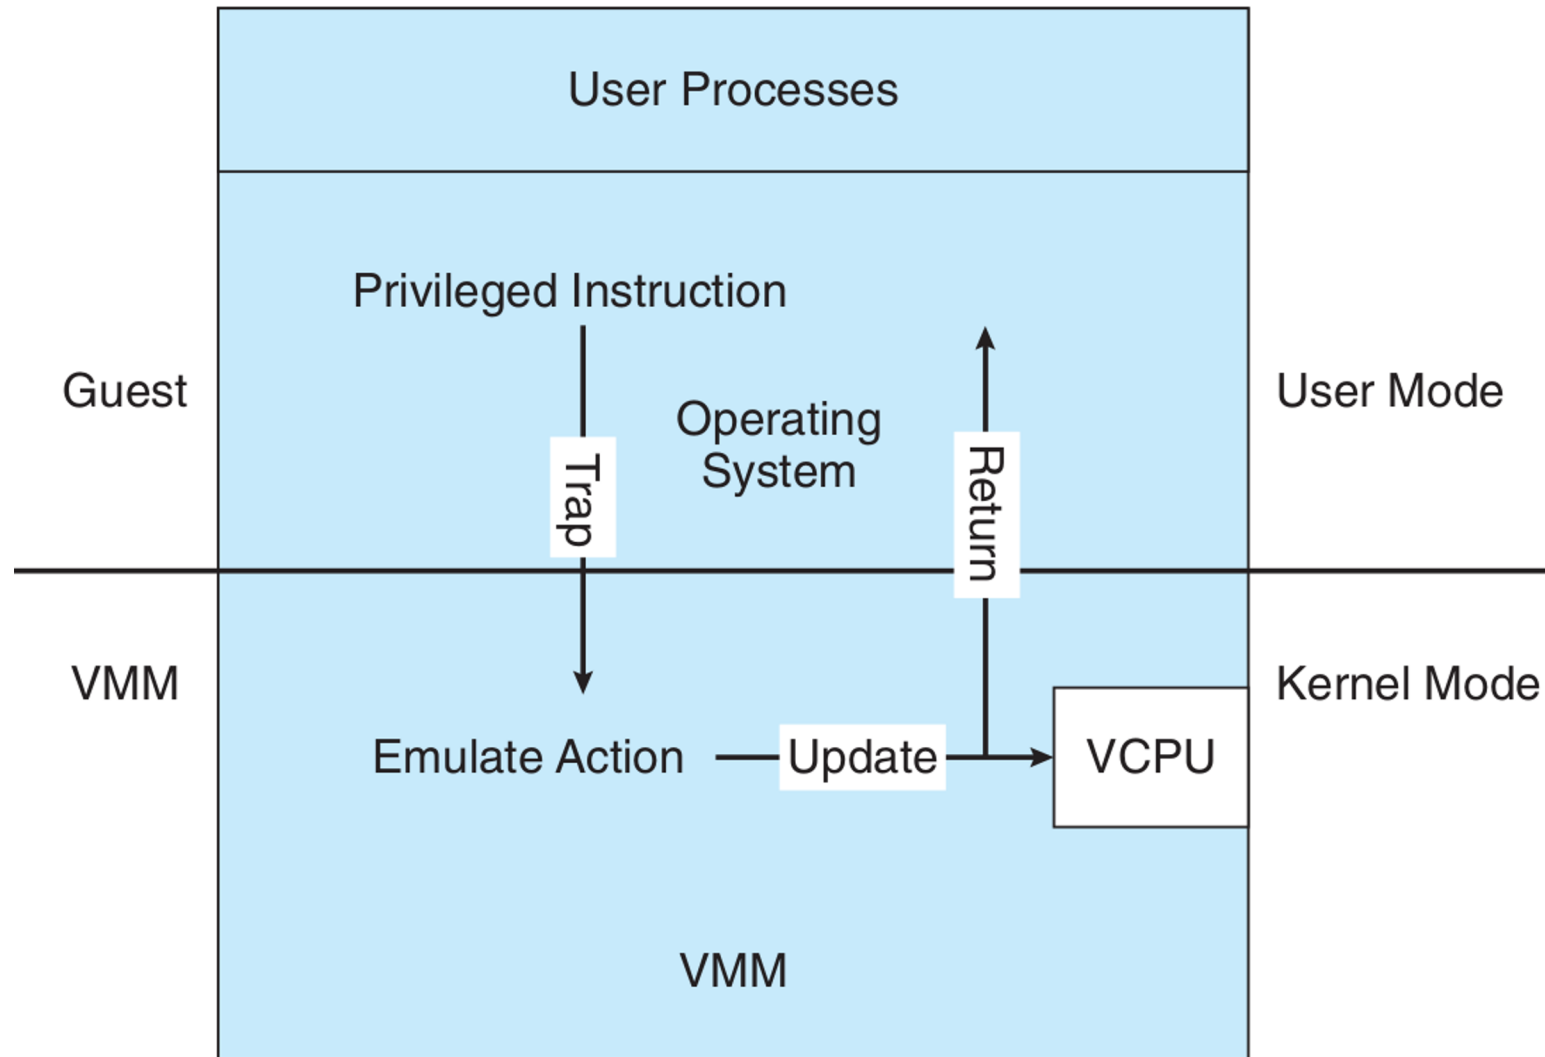 User Processes
Privileged Instruction
Guest
Operating
System
User Mode
Trap
Return
VMM
Kernel Mode
Emulate Action
Update
VCPU
VMM